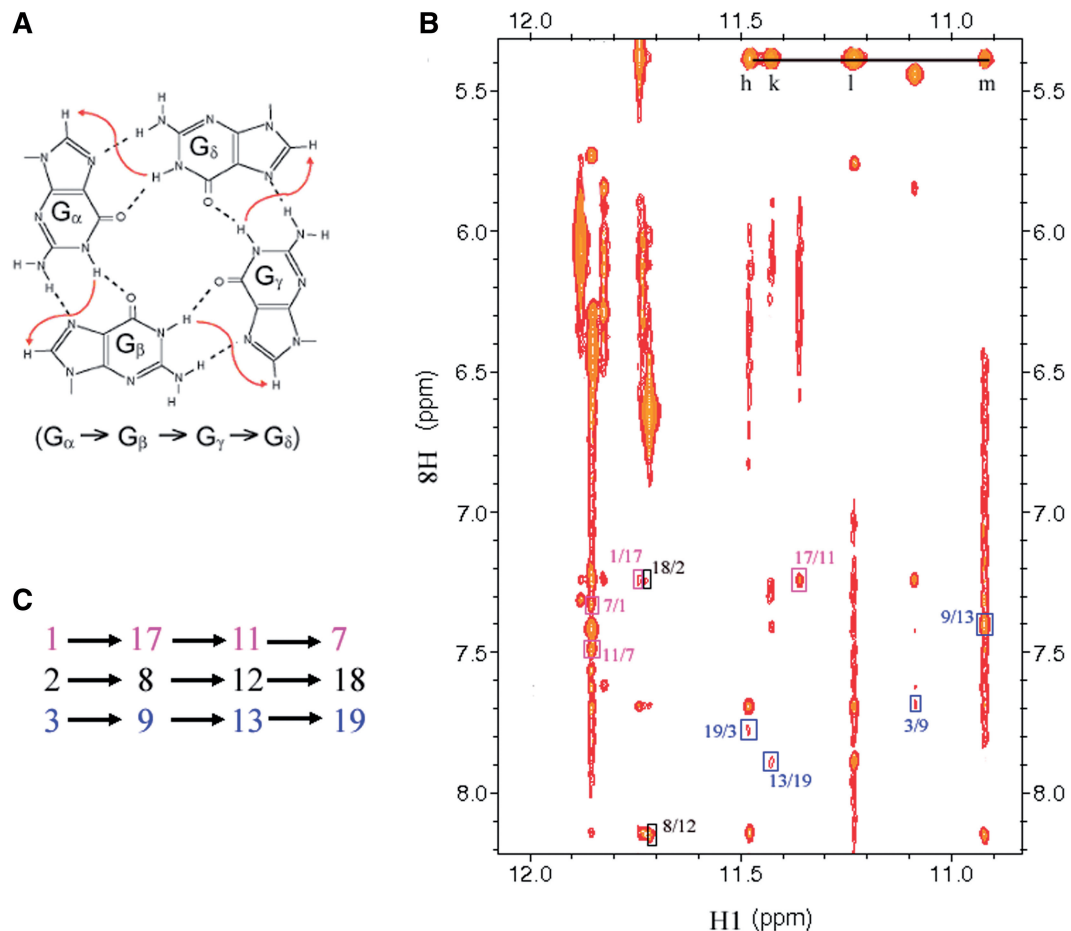 A
H
H
H
N
N
N
Gδ
H
N
N
H
N
N
O
O
Gα
N
N
H
H
H
N
N
H
N
H
H
O
O
Gγ
N
N
H
N
N
H
Gβ
N
N
N
N
H
H
H
(Gα → Gβ → Gγ → Gδ)
B
12.0 11.5 11.0
h k l m
5.5 5.5
6.0 6.0
6.5 6.5
7.0 7.0
7.5 7.5
8.0 8.0
H8 (ppm)
1/17
18/2
17/11
7/1
9/13
11/7
3/9
19/3
13/19
8/12
12.0 11.5 11.0
H1 (ppm)
C
1 → 17 → 11 → 7
2 → 8 → 12 → 18
3 → 9 → 13 → 19